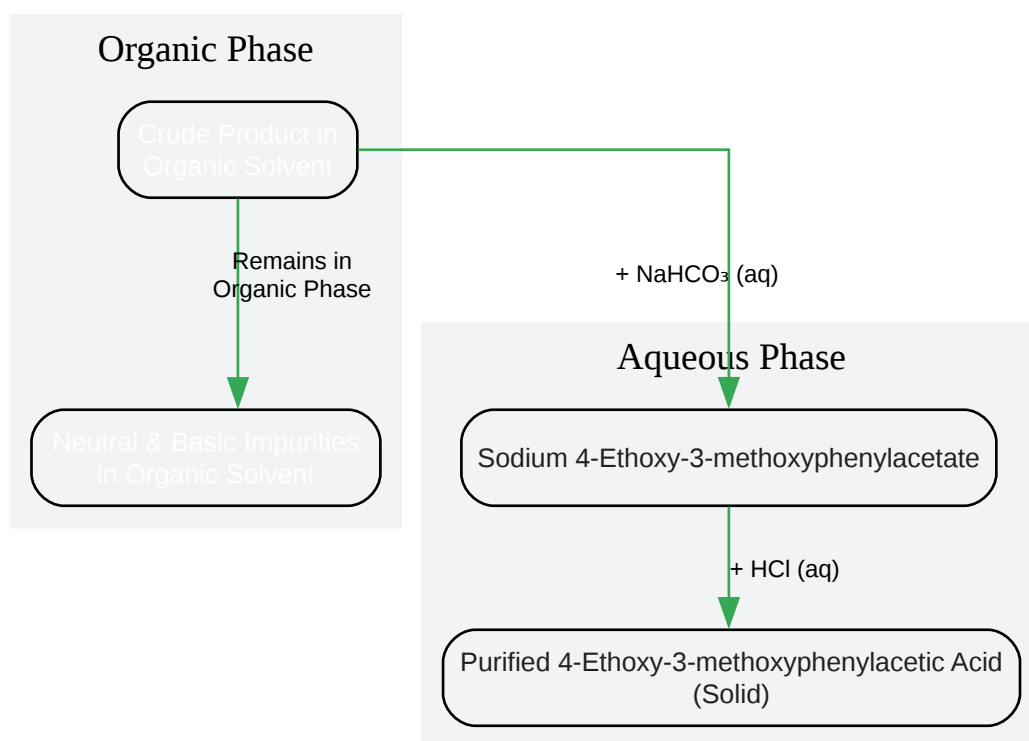 Organic Phase
Crude Product in
Organic Solvent
Remains in
Organic Phase
+ NaHCO₃ (aq)
Aqueous Phase
Neutral & Basic Impurities
in Organic Solvent
Sodium 4-Ethoxy-3-methoxyphenylacetate
+ HCl (aq)
Purified 4-Ethoxy-3-methoxyphenylacetic Acid
(Solid)